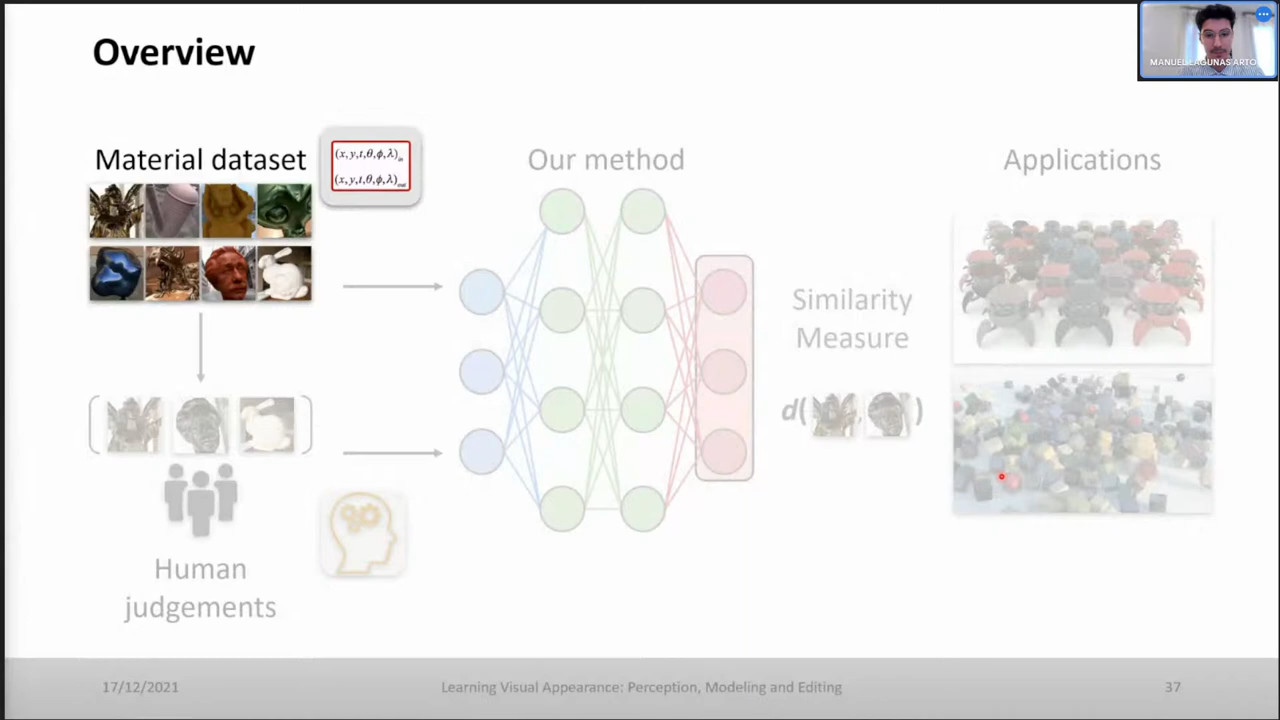 Overview
MANUEL LAGUNAS ARTO
Material dataset
(x, y, t, θ, ϕ, λ)in
(x, y, t, θ, ϕ, λ)out
Our method
Applications
Similarity
Measure
d( )
Human
judgements
17/12/2021
Learning Visual Appearance: Perception, Modeling and Editing
37